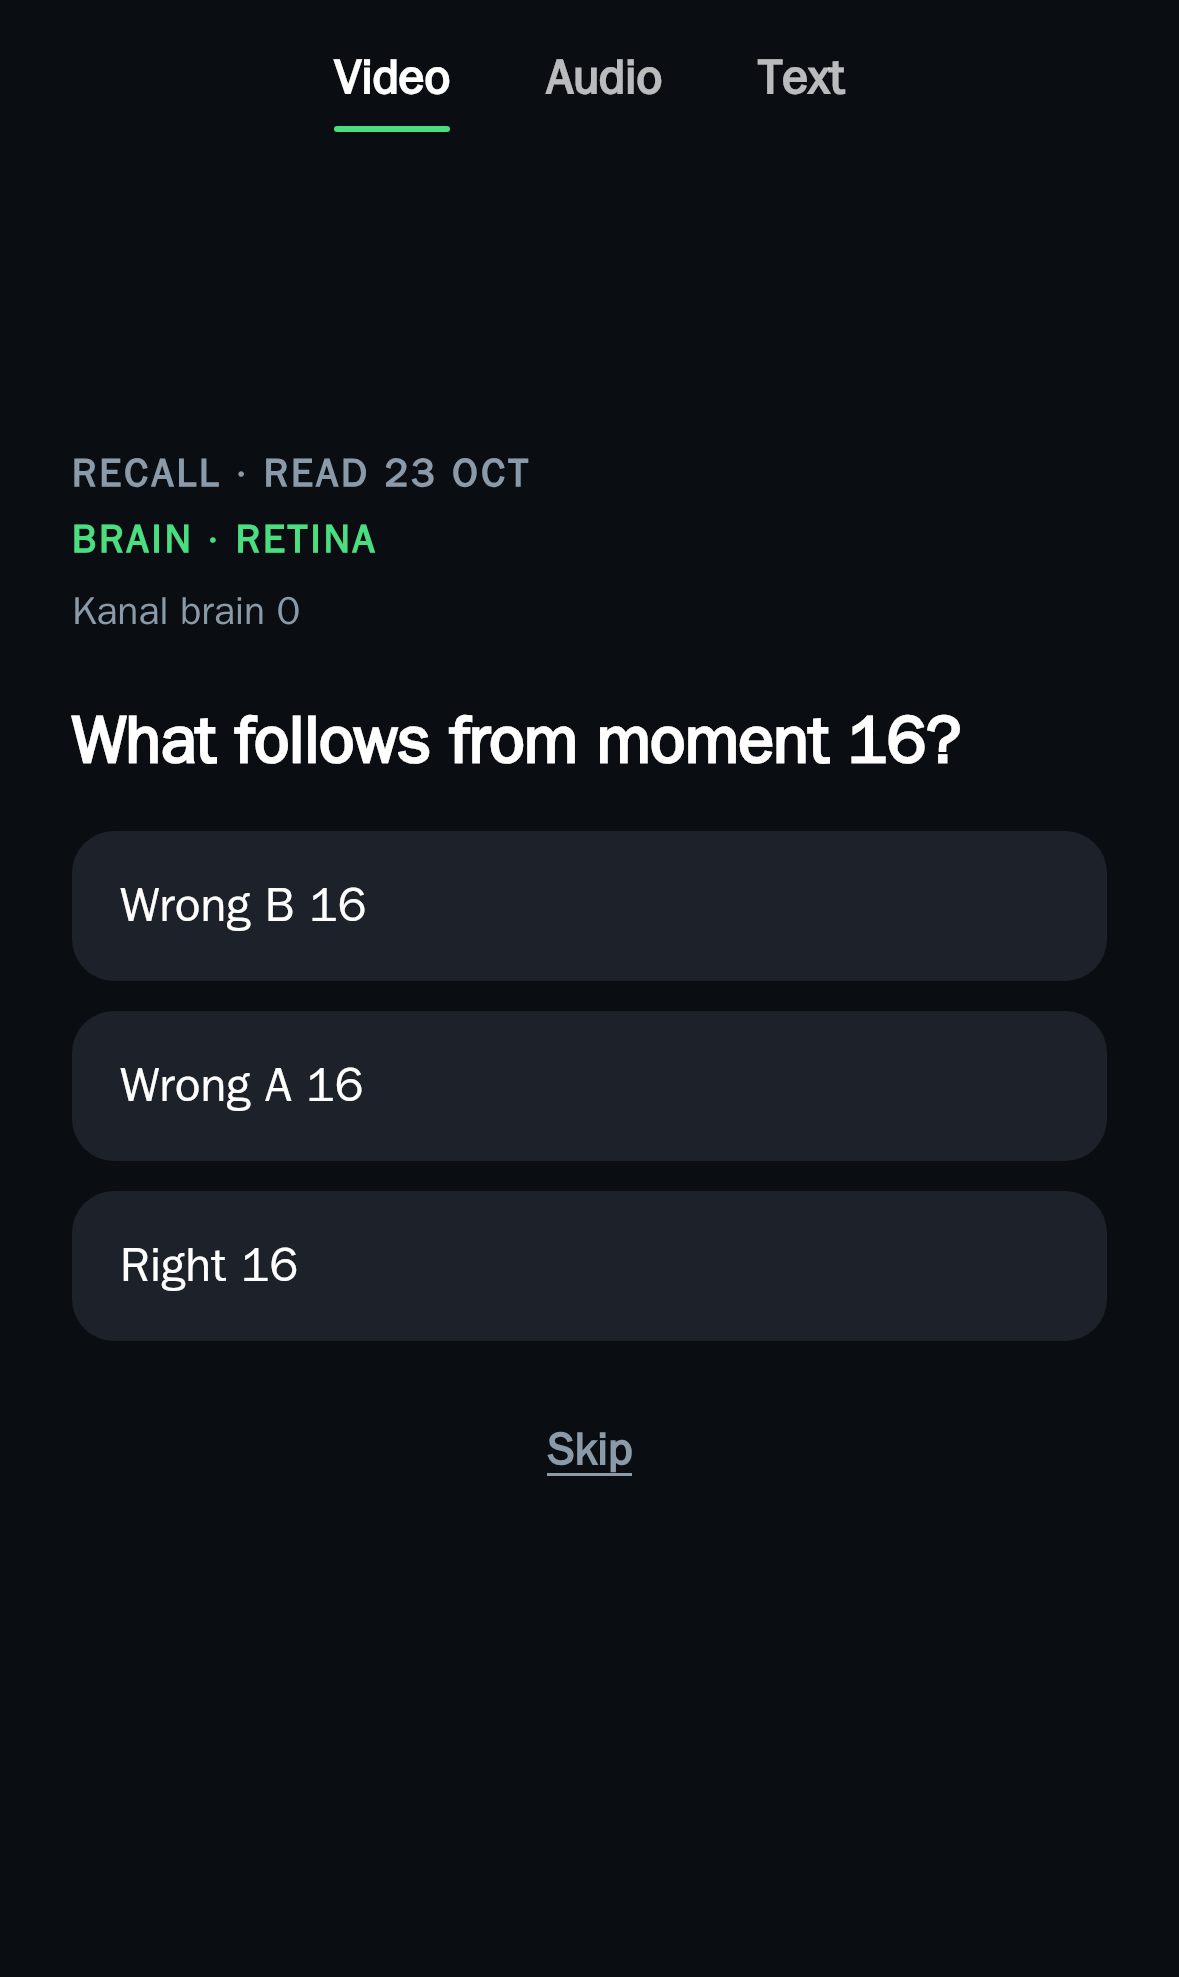 Video Audio Text
RECALL · READ 23 OCT
BRAIN · RETINA
Kanal brain 0
What follows from moment 16?
Wrong B 16
Wrong A 16
Right 16
Skip